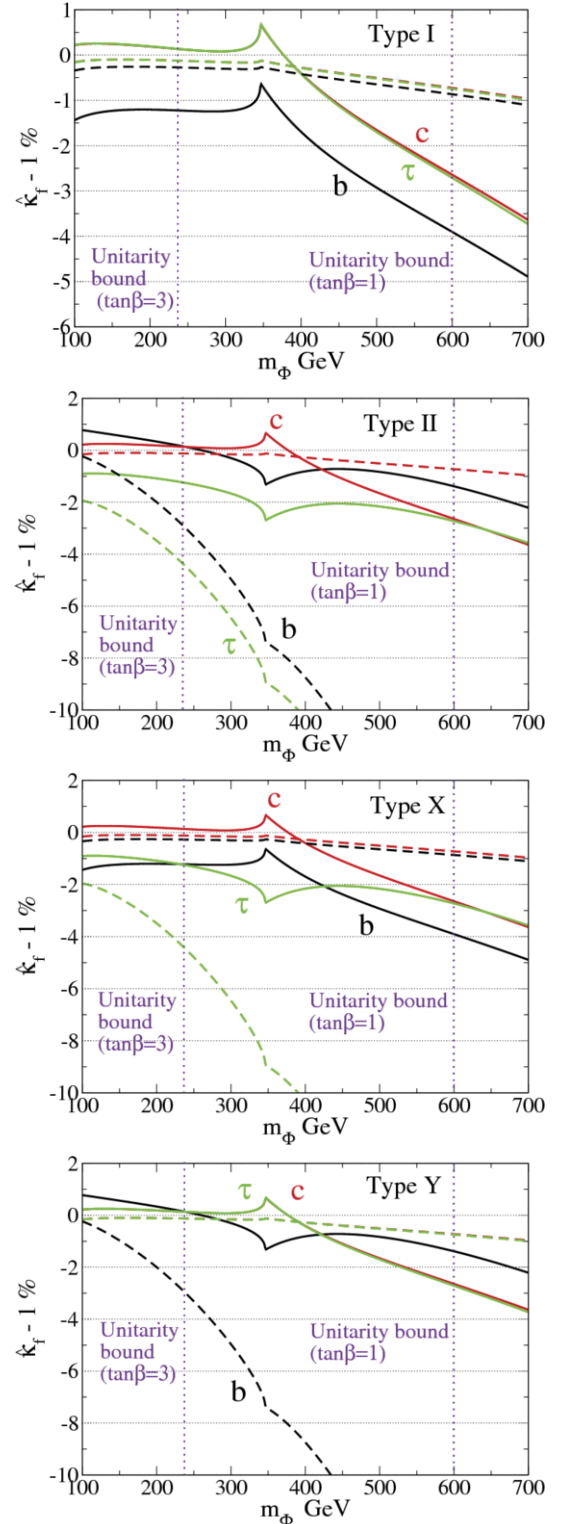 1
Type I
0
-1
c
-2
τ
κ̂f - 1 %
b
-3
-4
Unitarity
bound
(tanβ=3)
Unitarity bound
(tanβ=1)
-5
-6
100 200 300 400 500 600 700
mΦ GeV
2
c
Type II
0
-2
κ̂f - 1 %
-4
Unitarity bound
(tanβ=1)
-6
Unitarity
bound
(tanβ=3)
b
τ
-8
-10
100 200 300 400 500 600 700
mΦ GeV
2
c
Type X
0
-2
τ
b
κ̂f - 1 %
-4
-6
Unitarity
bound
(tanβ=3)
Unitarity bound
(tanβ=1)
-8
-10
100 200 300 400 500 600 700
mΦ GeV
2
τ c
Type Y
0
-2
κ̂f - 1 %
-4
Unitarity
bound
(tanβ=3)
Unitarity bound
(tanβ=1)
-6
b
-8
-10
100 200 300 400 500 600 700
mΦ GeV